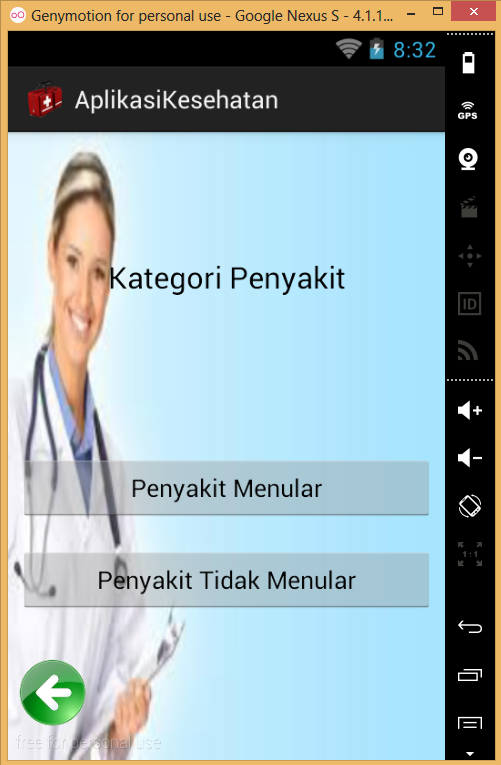 Genymotion for personal use - Google Nexus S - 4.1.1...
8:32
AplikasiKesehatan
GPS
Kategori Penyakit
ID
1:1
Penyakit Menular
Penyakit Tidak Menular
free for personal use